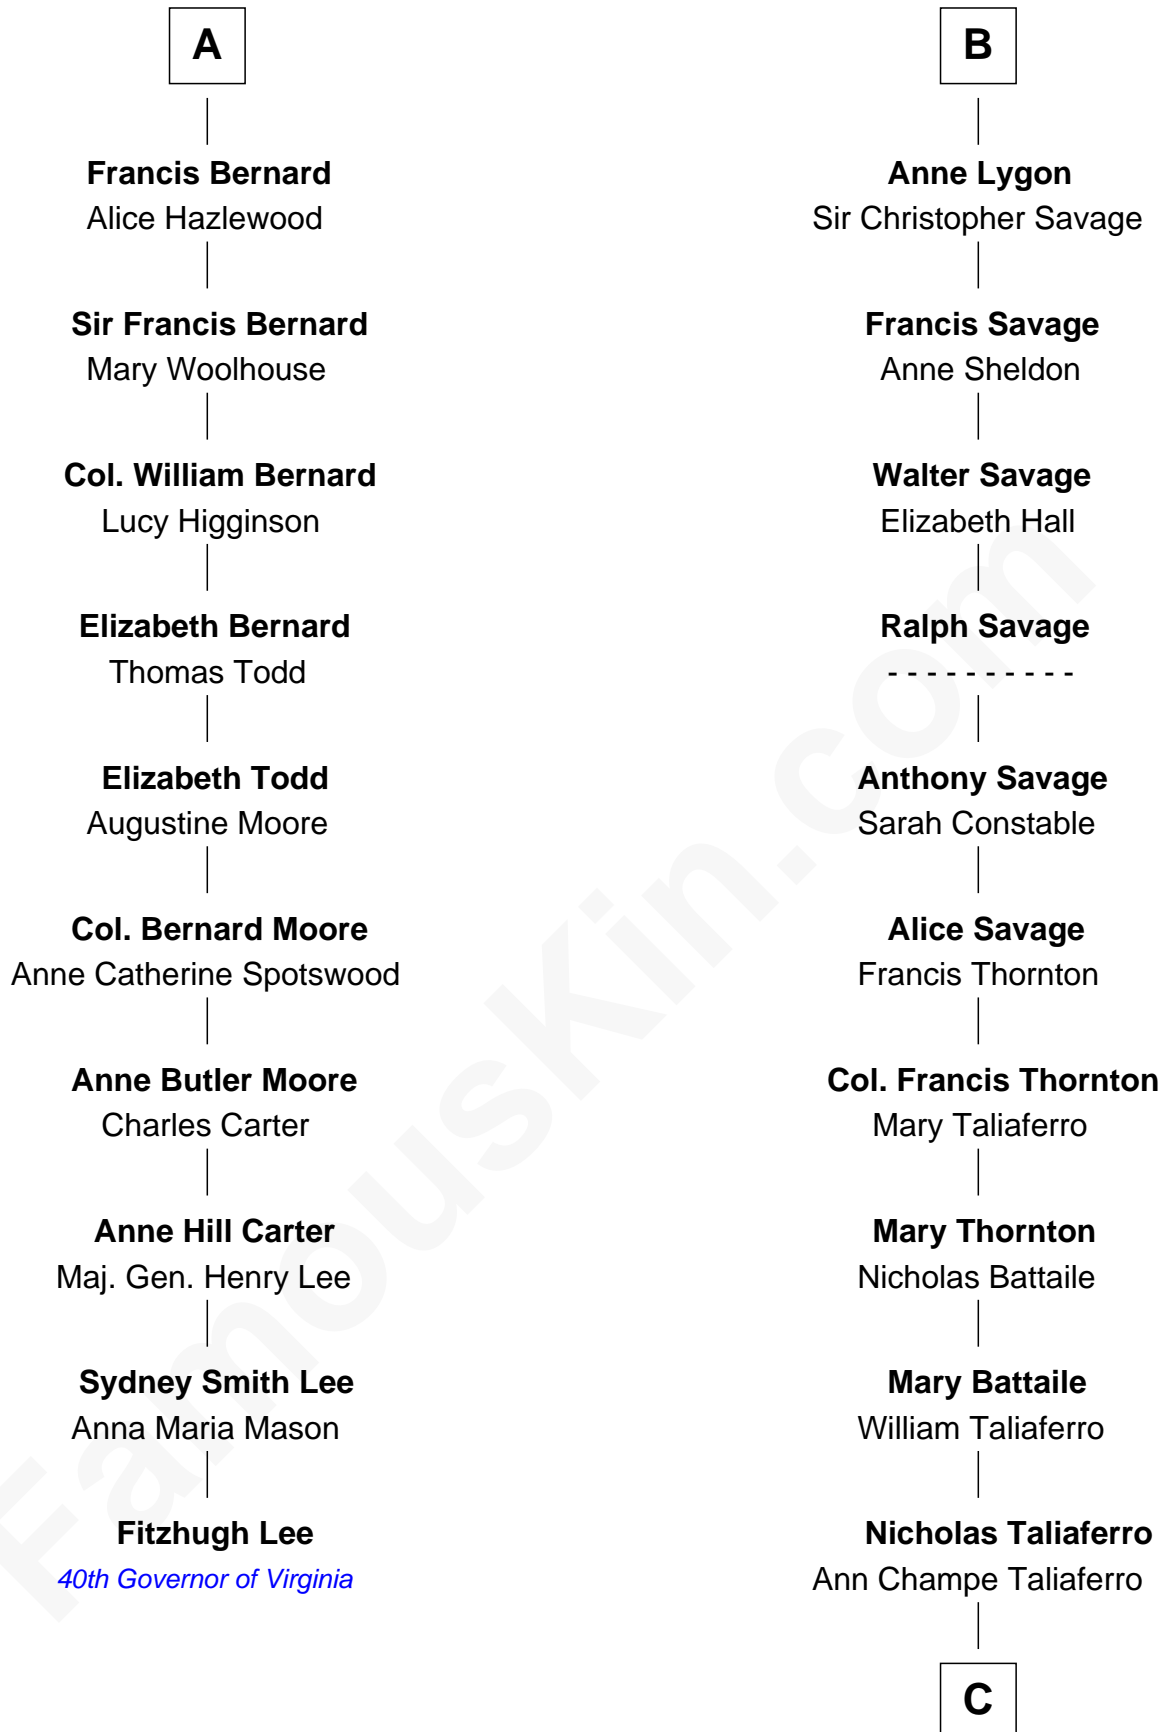 A
Francis Bernard
Alice Hazlewood
Sir Francis Bernard
Mary Woolhouse
Col. William Bernard
Lucy Higginson
Elizabeth Bernard
Thomas Todd
Elizabeth Todd
Augustine Moore
Col. Bernard Moore
Anne Catherine Spotswood
Anne Butler Moore
Charles Carter
Anne Hill Carter
Maj. Gen. Henry Lee
Sydney Smith Lee
Anna Maria Mason
Fitzhugh Lee
40th Governor of Virginia
B
Anne Lygon
Sir Christopher Savage
Francis Savage
Anne Sheldon
Walter Savage
Elizabeth Hall
Ralph Savage
- - - - - - - - - -
Anthony Savage
Sarah Constable
Alice Savage
Francis Thornton
Col. Francis Thornton
Mary Taliaferro
Mary Thornton
Nicholas Battaile
Mary Battaile
William Taliaferro
Nicholas Taliaferro
Ann Champe Taliaferro
C
FamousKin.com